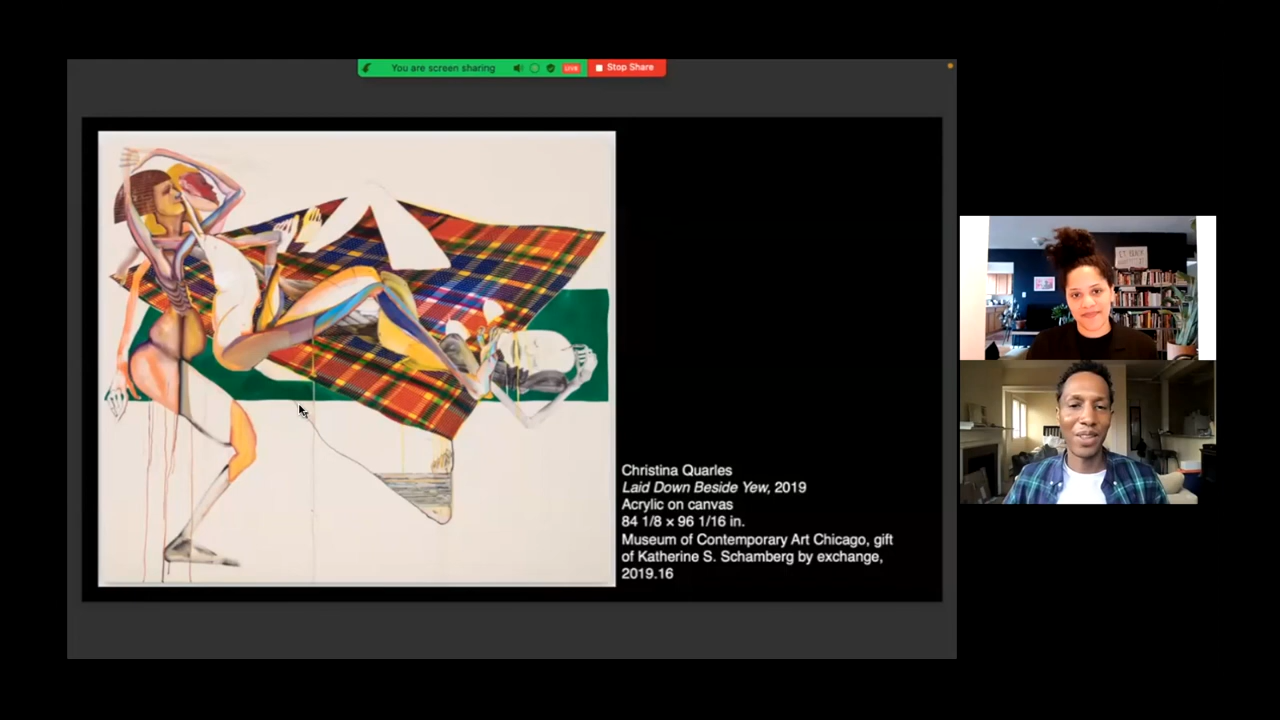 You are screen sharing
LIVE
Stop Share
Christina Quarles
Laid Down Beside Yew, 2019
Acrylic on canvas
84 1/8 × 96 1/16 in.
Museum of Contemporary Art Chicago, gift
of Katherine S. Schamberg by exchange,
2019.16